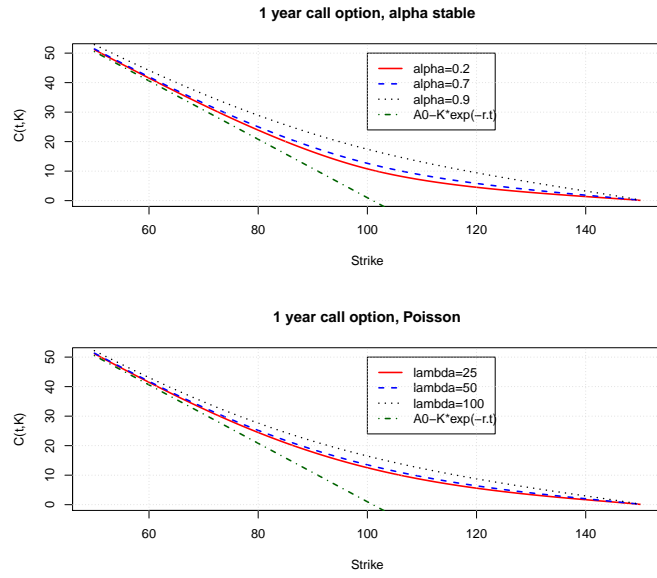 1 year call option, alpha stable
C(t,K)
50
40
30
20
10
0
alpha=0.2
alpha=0.7
alpha=0.9
A0−K*exp(−r.t)
60 80 100 120 140
Strike
1 year call option, Poisson
C(t,K)
50
40
30
20
10
0
lambda=25
lambda=50
lambda=100
A0−K*exp(−r.t)
60 80 100 120 140
Strike